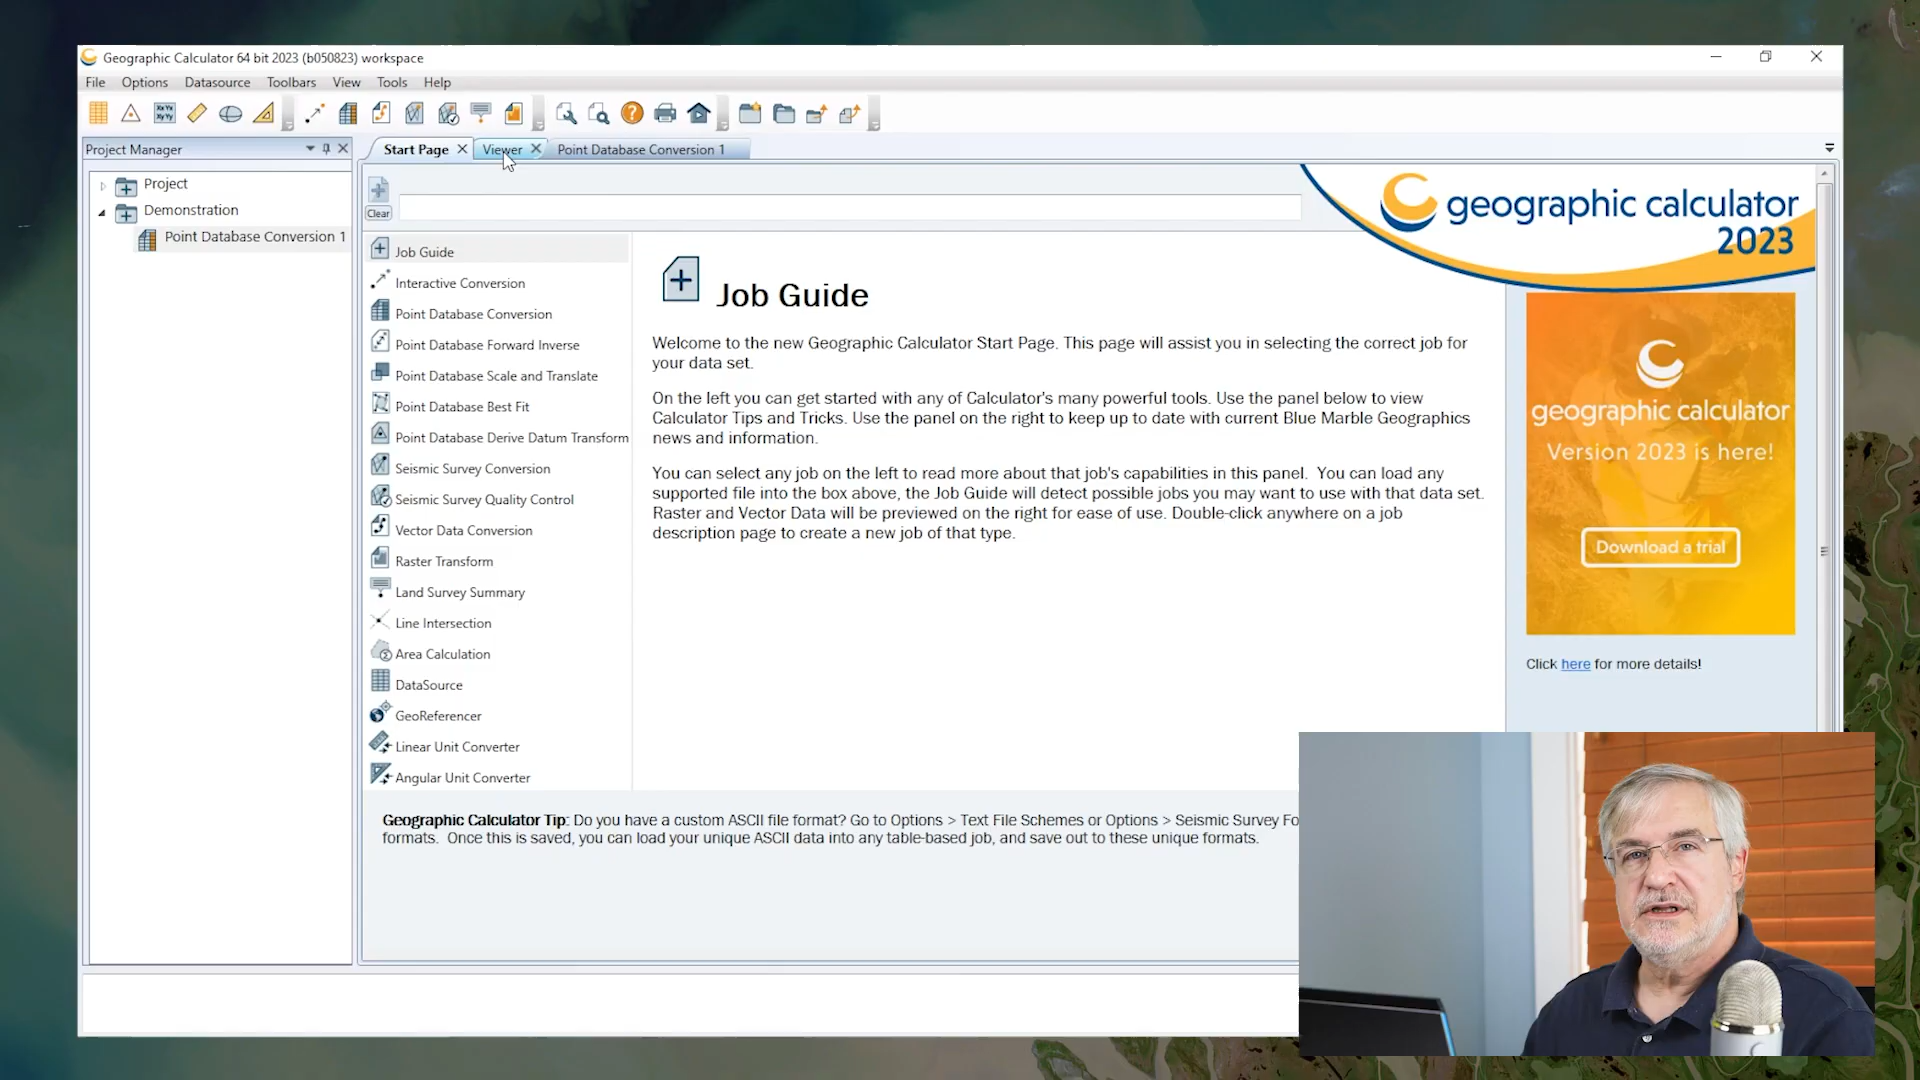 Geographic Calculator 64 bit 2023 (b050823) workspace
File Options Datasource Toolbars View Tools Help
Project Manager
Start Page
Viewer
Point Database Conversion 1
Project
Demonstration
Point Database Conversion 1
Clear
geographic calculator
2023
Job Guide
Interactive Conversion
Point Database Conversion
Point Database Forward Inverse
Point Database Scale and Translate
Point Database Best Fit
Point Database Derive Datum Transform
Seismic Survey Conversion
Seismic Survey Quality Control
Vector Data Conversion
Raster Transform
Land Survey Summary
Line Intersection
Area Calculation
DataSource
GeoReferencer
Linear Unit Converter
Angular Unit Converter
Job Guide
Welcome to the new Geographic Calculator Start Page. This page will assist you in selecting the correct job for
your data set.
On the left you can get started with any of Calculator's many powerful tools. Use the panel below to view
Calculator Tips and Tricks. Use the panel on the right to keep up to date with current Blue Marble Geographics
news and information.
You can select any job on the left to read more about that job's capabilities in this panel. You can load any
supported file into the box above, the Job Guide will detect possible jobs you may want to use with that data set.
Raster and Vector Data will be previewed on the right for ease of use. Double-click anywhere on a job
description page to create a new job of that type.
geographic calculator
Version 2023 is here!
Download a trial
Click here for more details!
Geographic Calculator Tip: Do you have a custom ASCII file format? Go to Options > Text File Schemes or Options > Seismic Survey Fo
formats. Once this is saved, you can load your unique ASCII data into any table-based job, and save out to these unique formats.